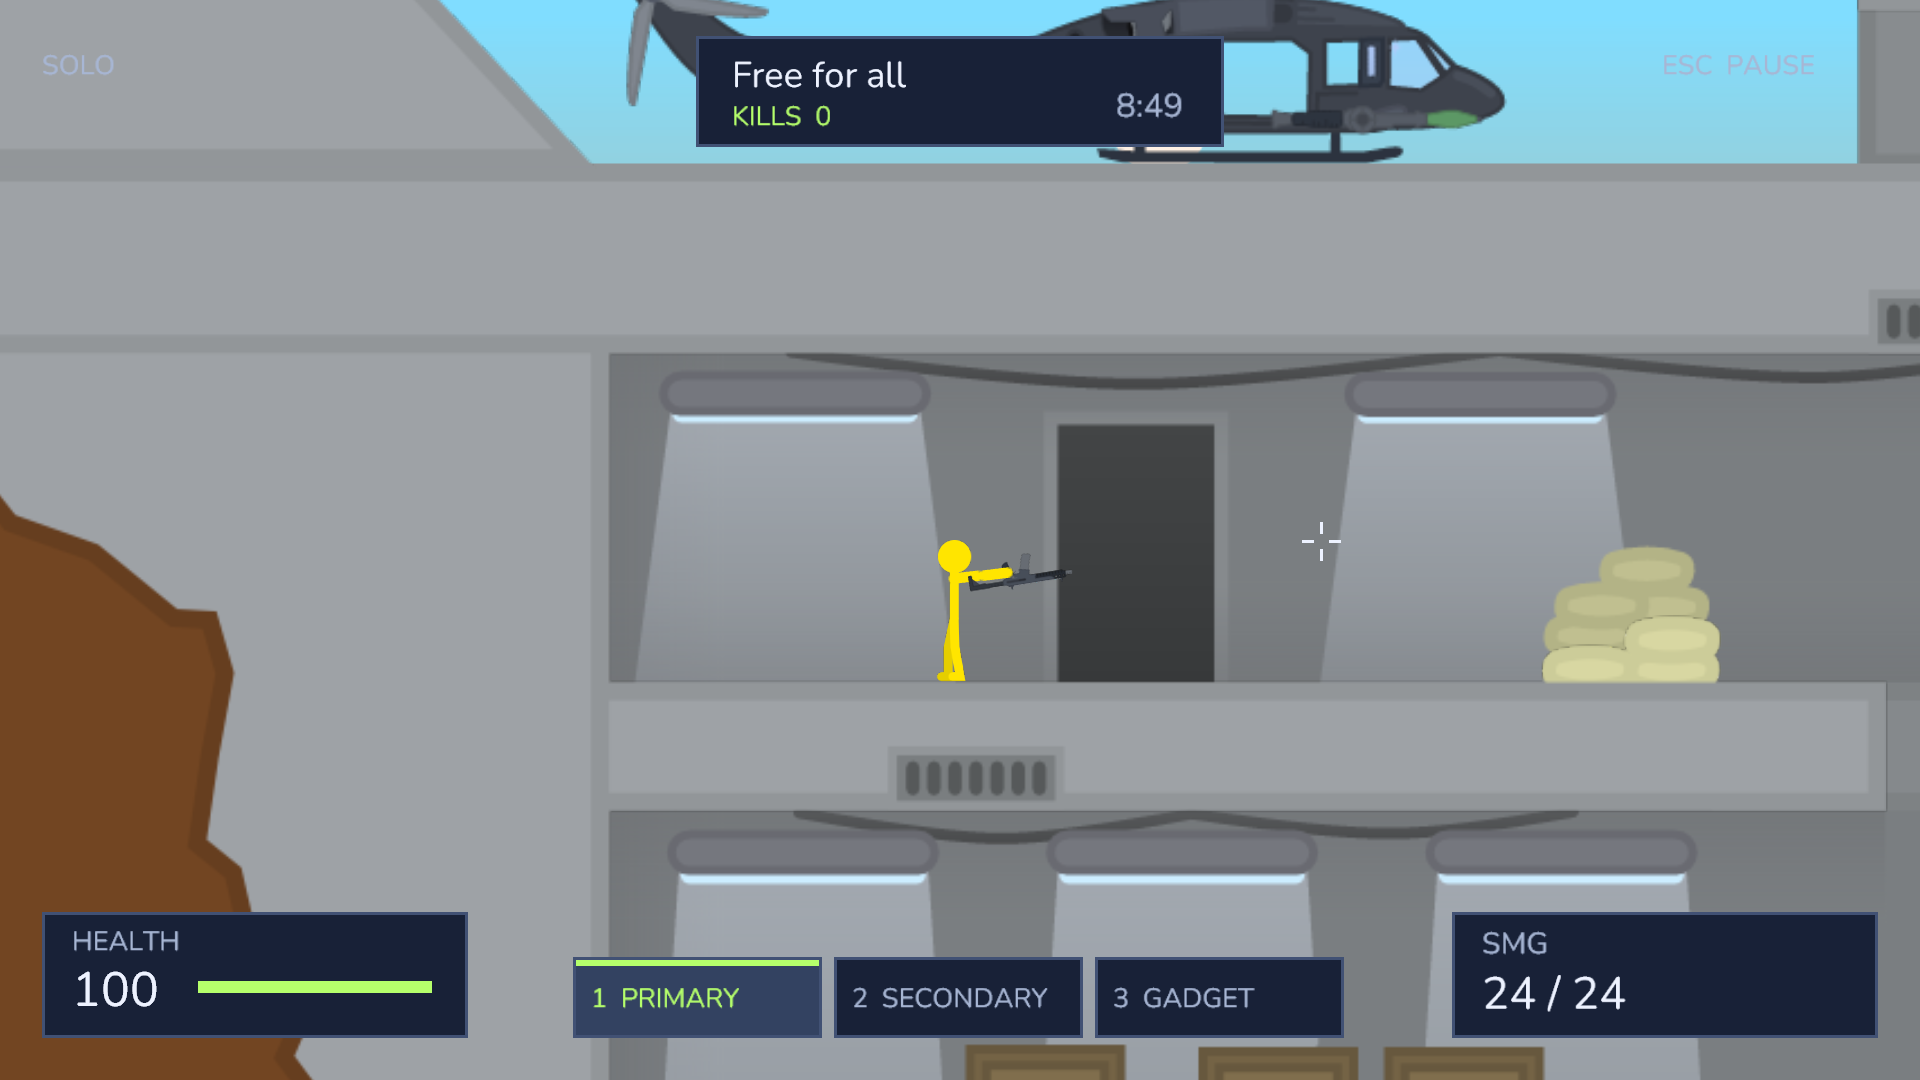 SOLO
Free for all
KILLS 0
8:49
ESC PAUSE
HEALTH
100
1 PRIMARY
2 SECONDARY
3 GADGET
SMG
24 / 24